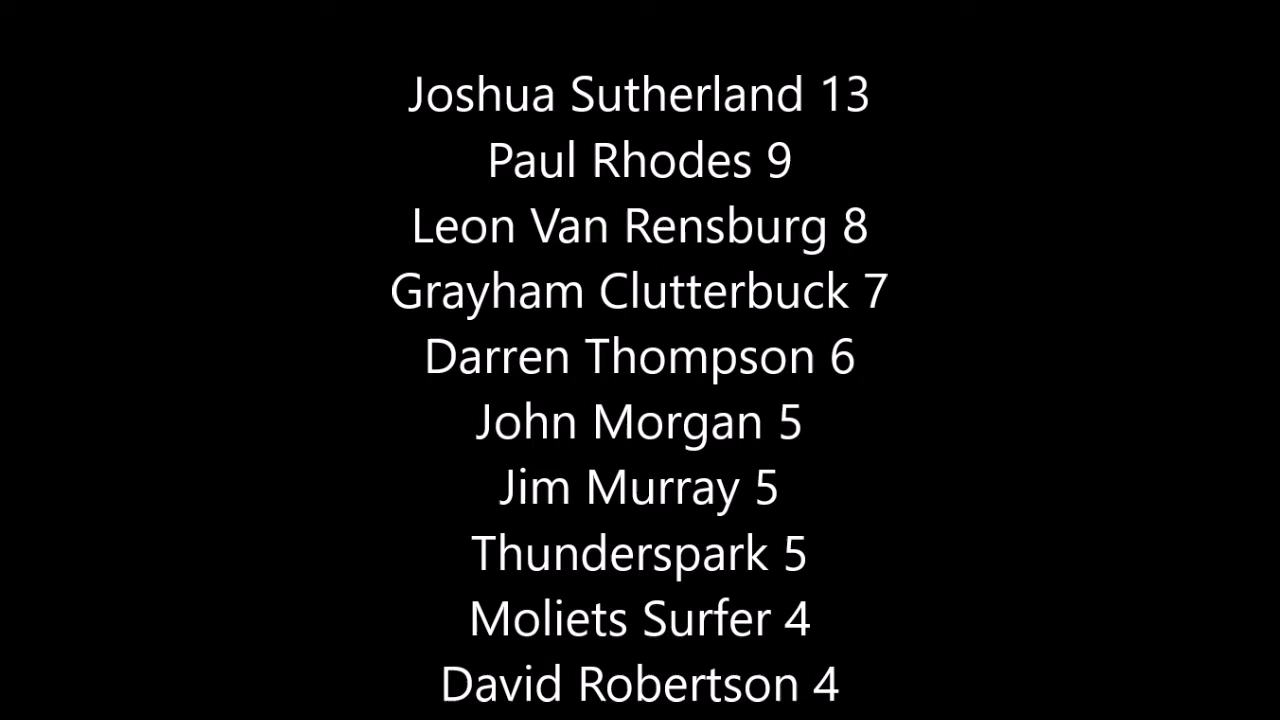 Joshua Sutherland 13
Paul Rhodes 9
Leon Van Rensburg 8
Grayham Clutterbuck 7
Darren Thompson 6
John Morgan 5
Jim Murray 5
Thunderspark 5
Moliets Surfer 4
David Robertson 4